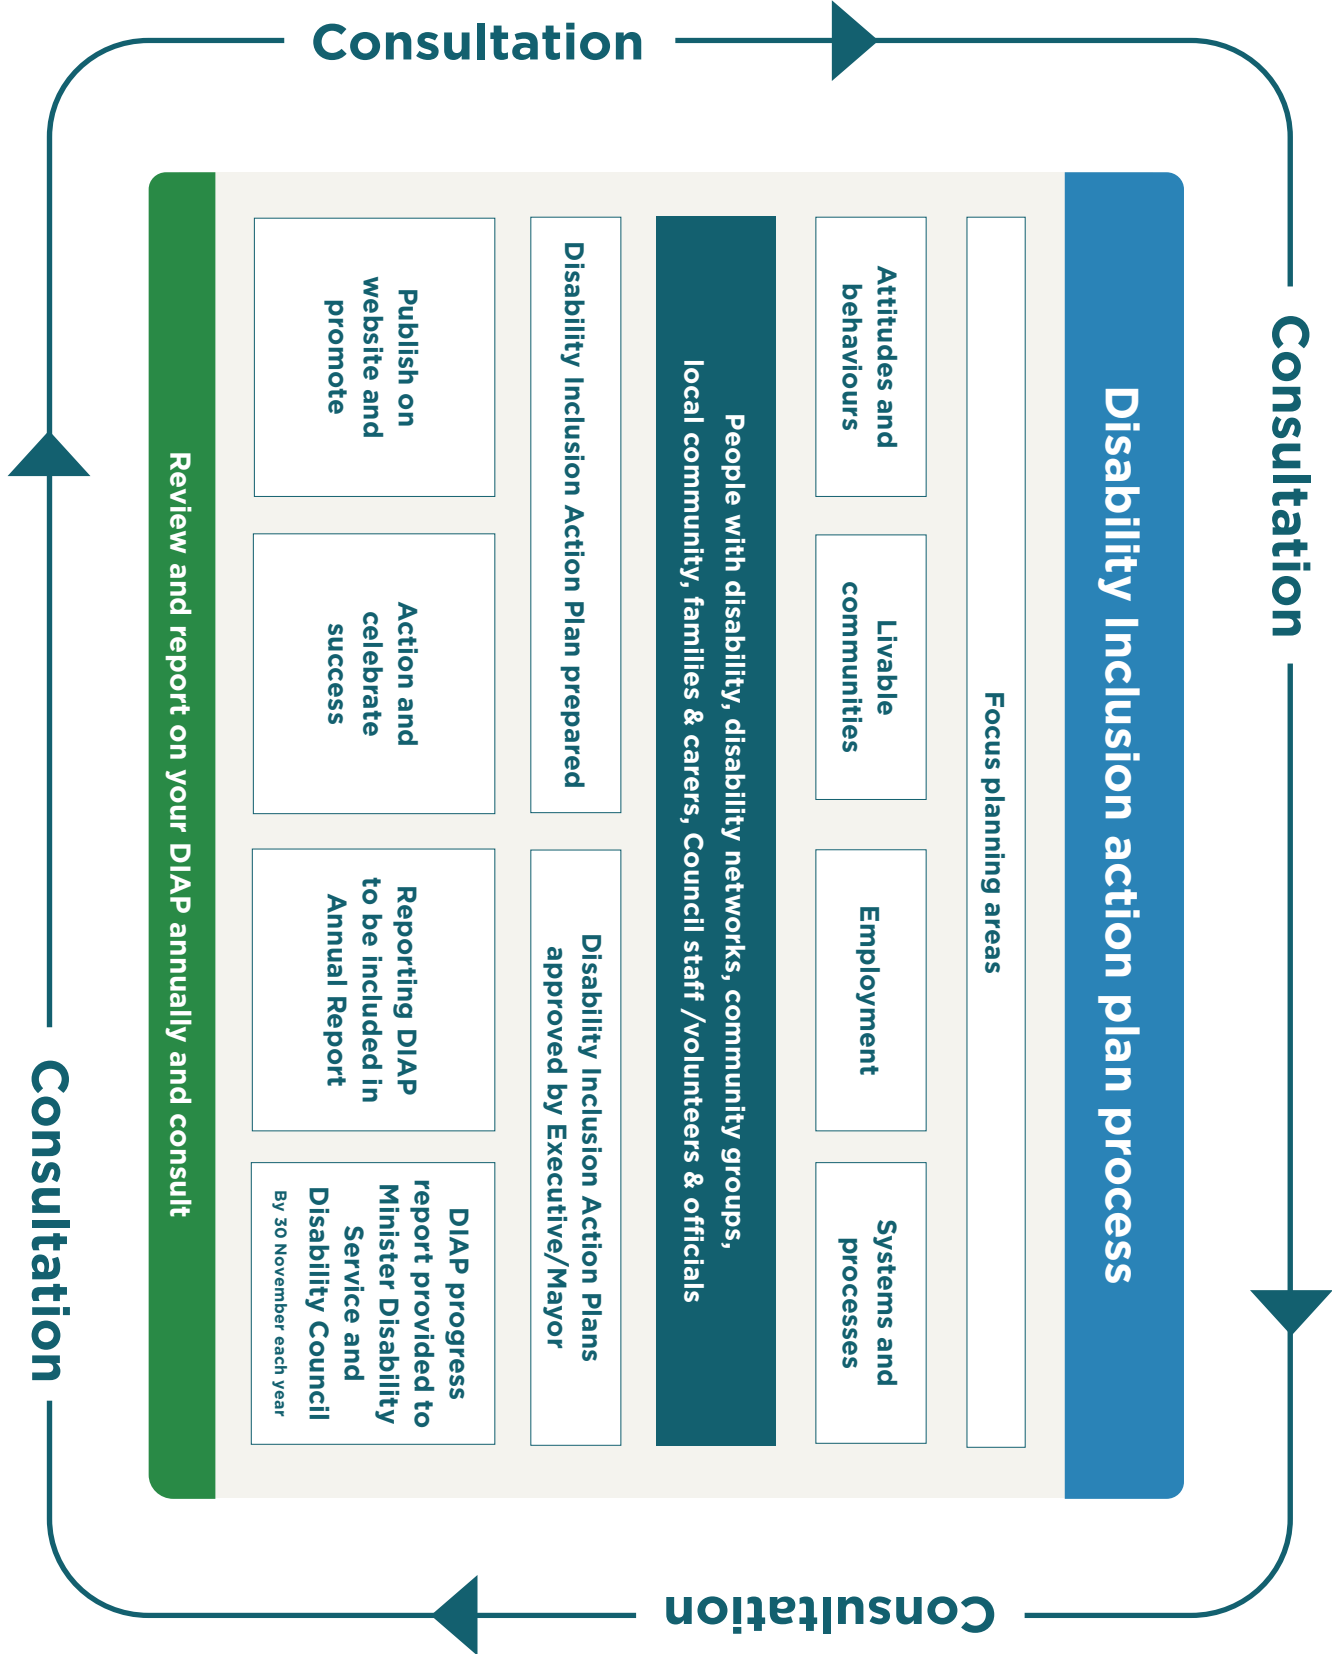 Consultation
Disability Inclusion action plan process
Focus planning areas
Attitudes and
behaviours
Livable
communities
Employment
Systems and
processes
People with disability, disability networks, community groups,
local community, families & carers, Council staff /volunteers & officials
Disability Inclusion Action Plan prepared
Disability Inclusion Action Plans
approved by Executive/Mayor
Publish on
website and
promote
Action and
celebrate
success
Reporting DIAP
to be included in
Annual Report
DIAP progress
report provided to
Minister Disability
Service and
Disability Council
By 30 November each year
Review and report on your DIAP annually and consult
Consultation
Consultation
Consultation